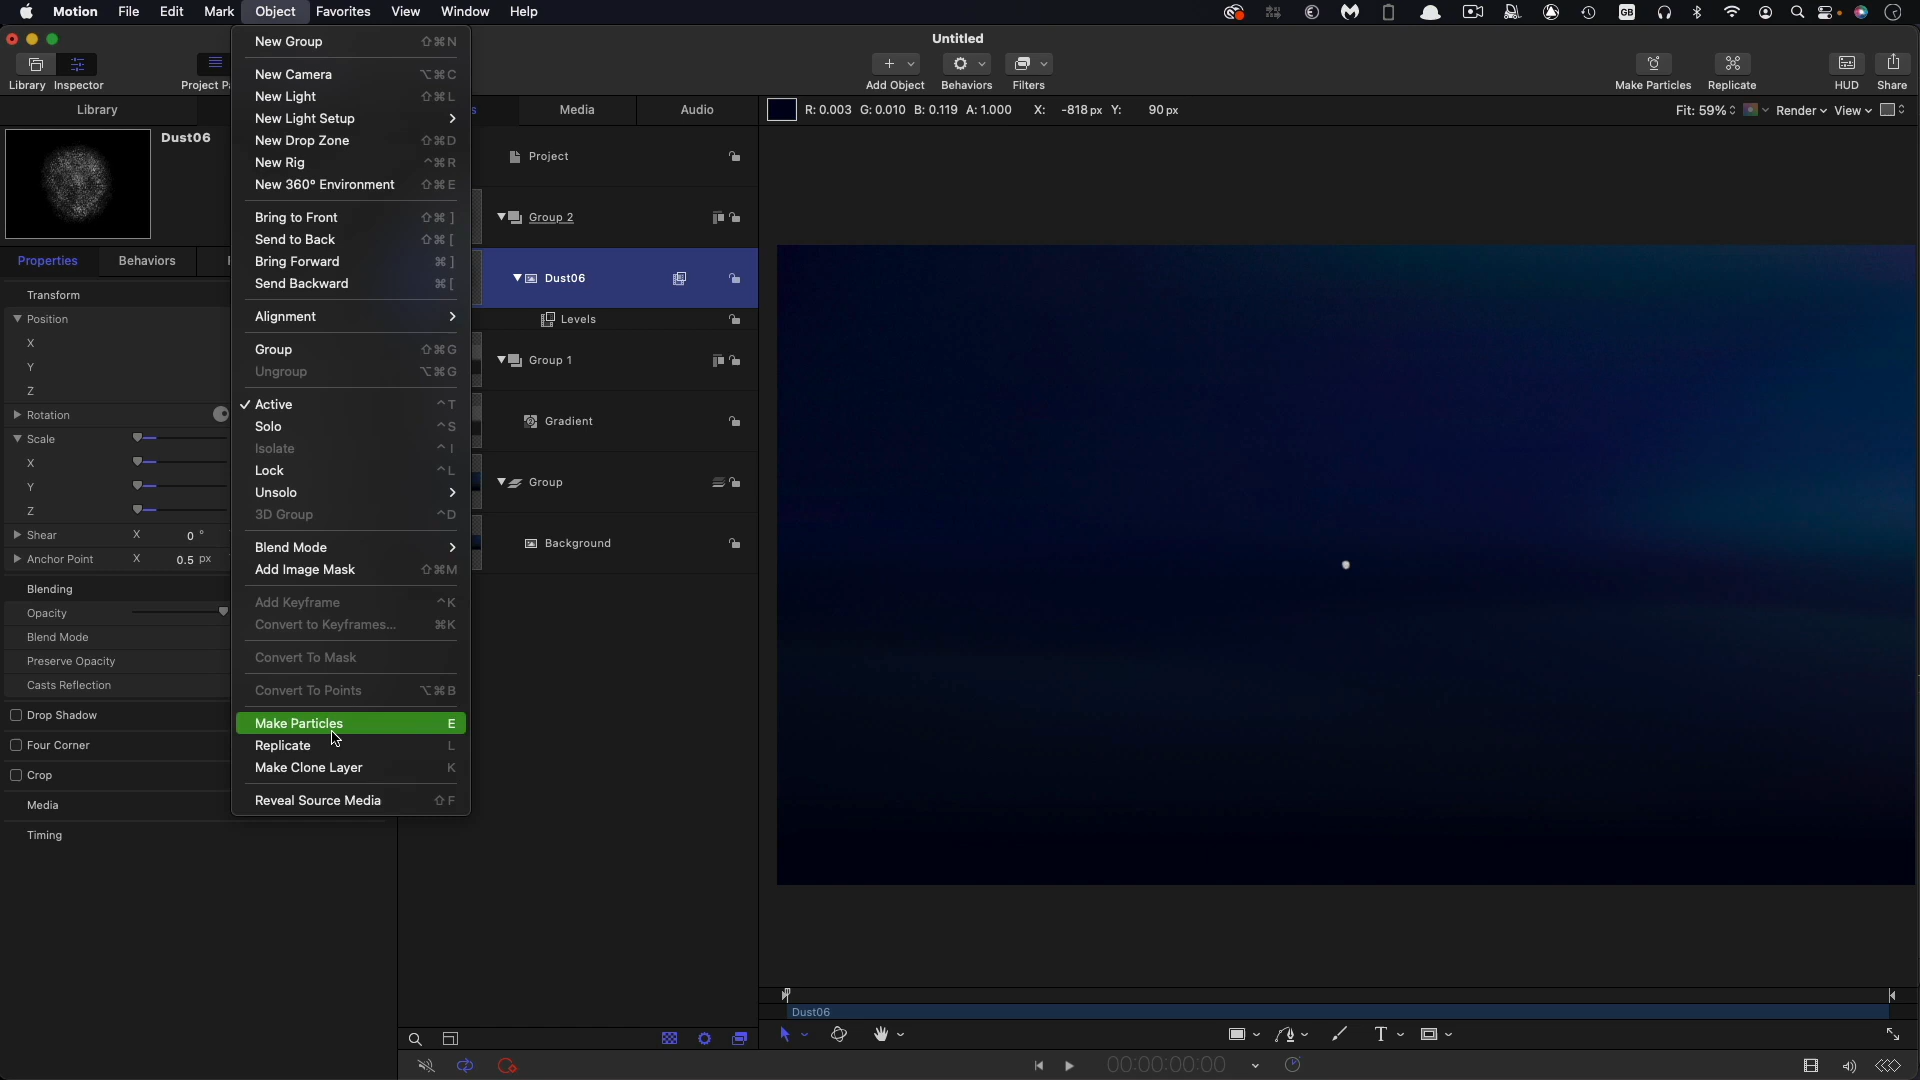 Motion File Edit Mark Object Favorites View Window Help
GB
Untitled
Library Inspector Project Pa
Add Object Behaviors Filters
Make Particles Replicate HUD Share
Library
Media Audio
R: 0.003 G: 0.010 B: 0.119 A: 1.000 X: -818 px Y: 90 px
Fit: 59% Render View
Dust06
Properties Behaviors
Transform
Position
X
Y
Z
Rotation
Scale
X
Y
Z
Shear X 0 °
Anchor Point X 0.5 px
Blending
Opacity
Blend Mode
Preserve Opacity
Casts Reflection
Drop Shadow
Four Corner
Crop
Media
Timing
New Group ⇧⌘N
New Camera ⌥⌘C
New Light ⇧⌘L
New Light Setup
New Drop Zone ⇧⌘D
New Rig ^⌘R
New 360° Environment ⇧⌘E
Bring to Front ⇧⌘]
Send to Back ⇧⌘[
Bring Forward ⌘]
Send Backward ⌘[
Alignment
Group ⇧⌘G
Ungroup ⌥⌘G
✓ Active ^T
Solo ^S
Isolate ^I
Lock ^L
Unsolo
3D Group ^D
Blend Mode
Add Image Mask ⇧⌘M
Add Keyframe ^K
Convert to Keyframes... ⌘K
Convert To Mask
Convert To Points ⌥⌘B
Make Particles E
Replicate L
Make Clone Layer K
Reveal Source Media ⇧F
Project
Group 2
Dust06
Levels
Group 1
Gradient
Group
Background
Dust06
T
00:00:00:00